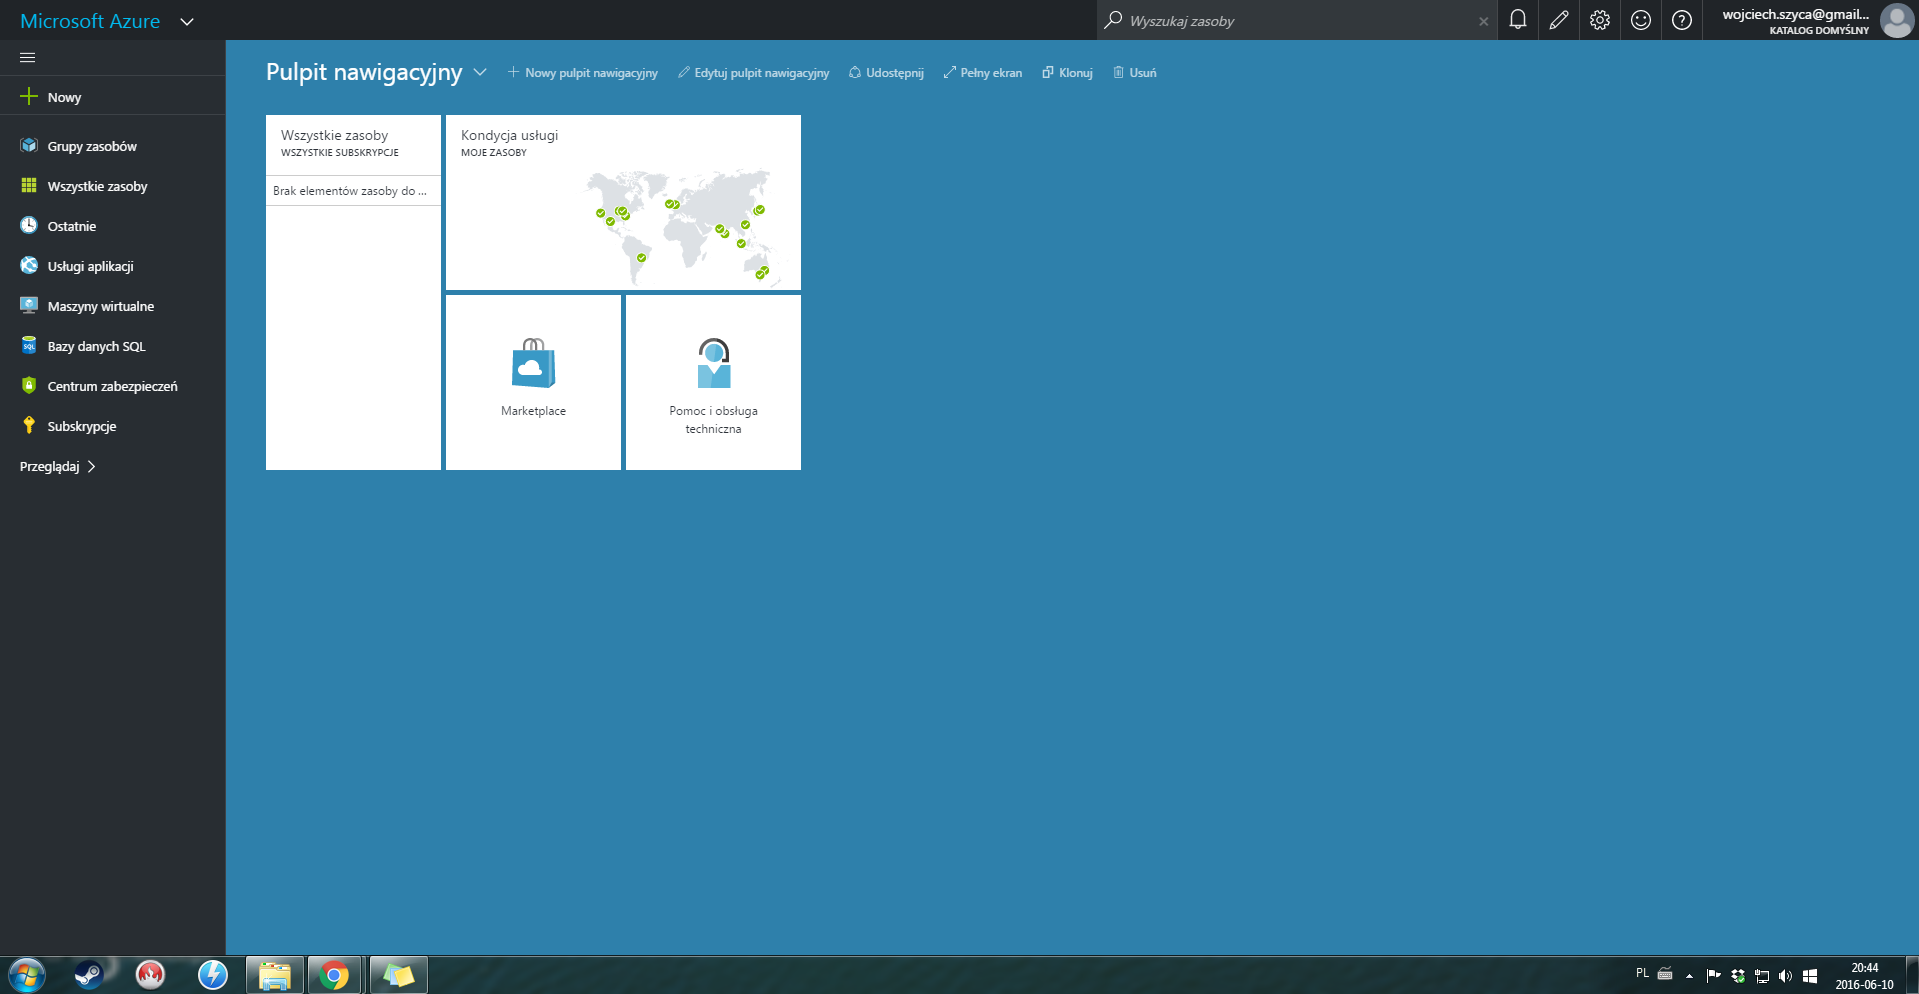 Microsoft Azure
Wyszukaj zasoby
wojciech.szyca@gmail...
KATALOG DOMYŚLNY
Nowy
Grupy zasobów
Wszystkie zasoby
Ostatnie
Usługi aplikacji
Maszyny wirtualne
SQL
Bazy danych SQL
Centrum zabezpieczeń
Subskrypcje
Przeglądaj
Pulpit nawigacyjny
Nowy pulpit nawigacyjny
Edytuj pulpit nawigacyjny
Udostępnij
Pełny ekran
Klonuj
Usuń
Wszystkie zasoby
WSZYSTKIE SUBSKRYPCJE
Brak elementów zasoby do ...
Kondycja usługi
MOJE ZASOBY
Marketplace
Pomoc i obsługa
techniczna
PL
20:44
2016-06-10